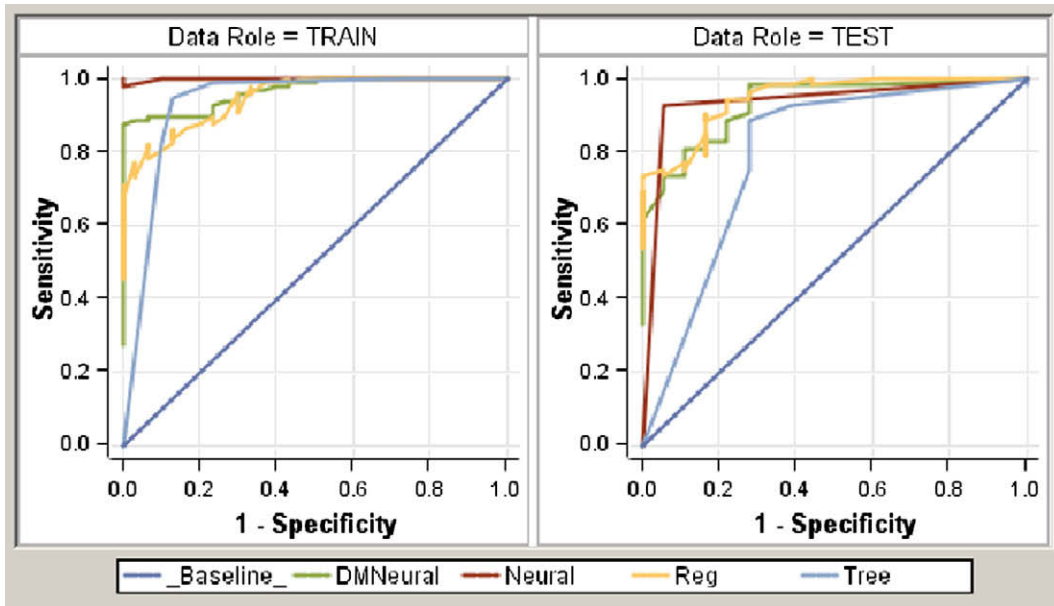 Data Role = TRAIN
Sensitivity
1.0
0.8
0.6
0.4
0.2
0.0
0.0 0.2 0.4 0.6 0.8 1.0
1 - Specificity
Data Role = TEST
Sensitivity
1.0
0.8
0.6
0.4
0.2
0.0
0.0 0.2 0.4 0.6 0.8 1.0
1 - Specificity
_Baseline_ DMNeural Neural Reg Tree